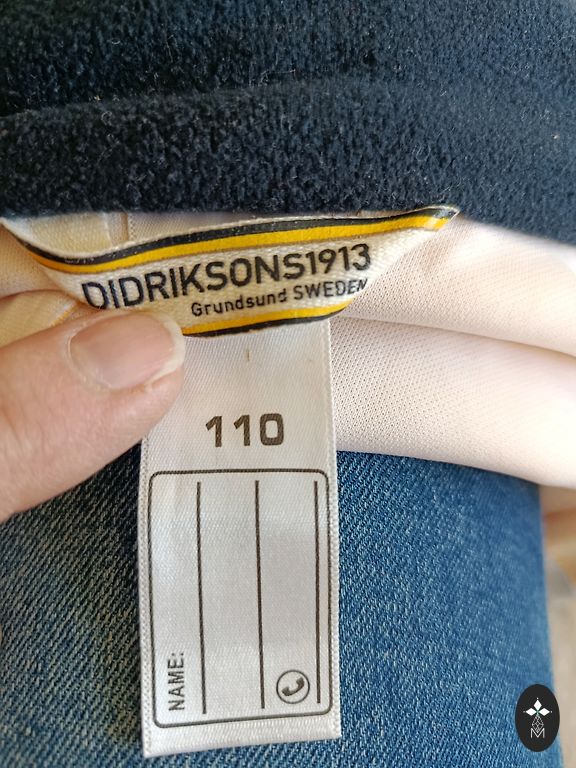 DIDRIKSONS1913
Grundsund SWEDEN
110
NAME:
M